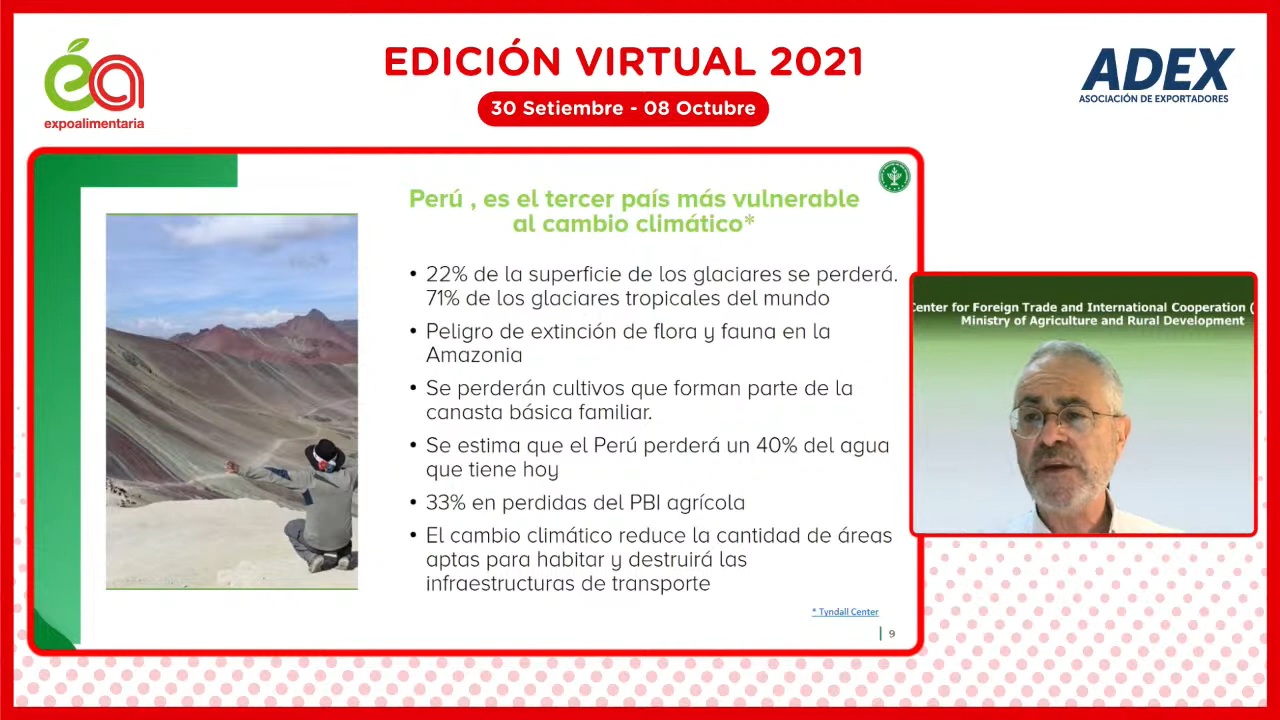 EDICIÓN VIRTUAL 2021
30 Setiembre - 08 Octubre
éa
expoalimentaria
ADEX
ASOCIACIÓN DE EXPORTADORES
Perú , es el tercer país más vulnerable
al cambio climático*
• 22% de la superficie de los glaciares se perderá.
71% de los glaciares tropicales del mundo
• Peligro de extinción de flora y fauna en la
Amazonia
• Se perderán cultivos que forman parte de la
canasta básica familiar.
• Se estima que el Perú perderá un 40% del agua
que tiene hoy
• 33% en perdidas del PBI agrícola
• El cambio climático reduce la cantidad de áreas
aptas para habitar y destruirá las
infraestructuras de transporte
* Tyndall Center
9
Center for Foreign Trade and International Cooperation (
Ministry of Agriculture and Rural Development